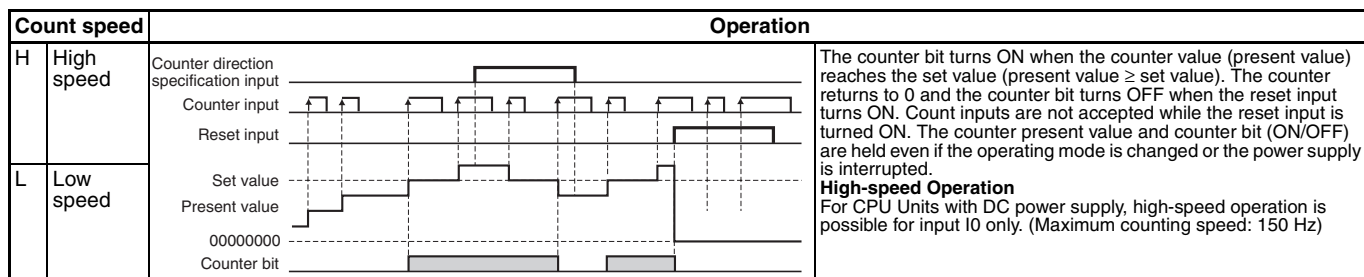 Count speed
Operation
H
High
speed
L
Low
speed
Counter direction
specification input
Counter input
Reset input
Set value
Present value
00000000
Counter bit
The counter bit turns ON when the counter value (present value)
reaches the set value (present value ≥ set value). The counter
returns to 0 and the counter bit turns OFF when the reset input
turns ON. Count inputs are not accepted while the reset input is
turned ON. The counter present value and counter bit (ON/OFF)
are held even if the operating mode is changed or the power supply
is interrupted.
High-speed Operation
For CPU Units with DC power supply, high-speed operation is
possible for input I0 only. (Maximum counting speed: 150 Hz)